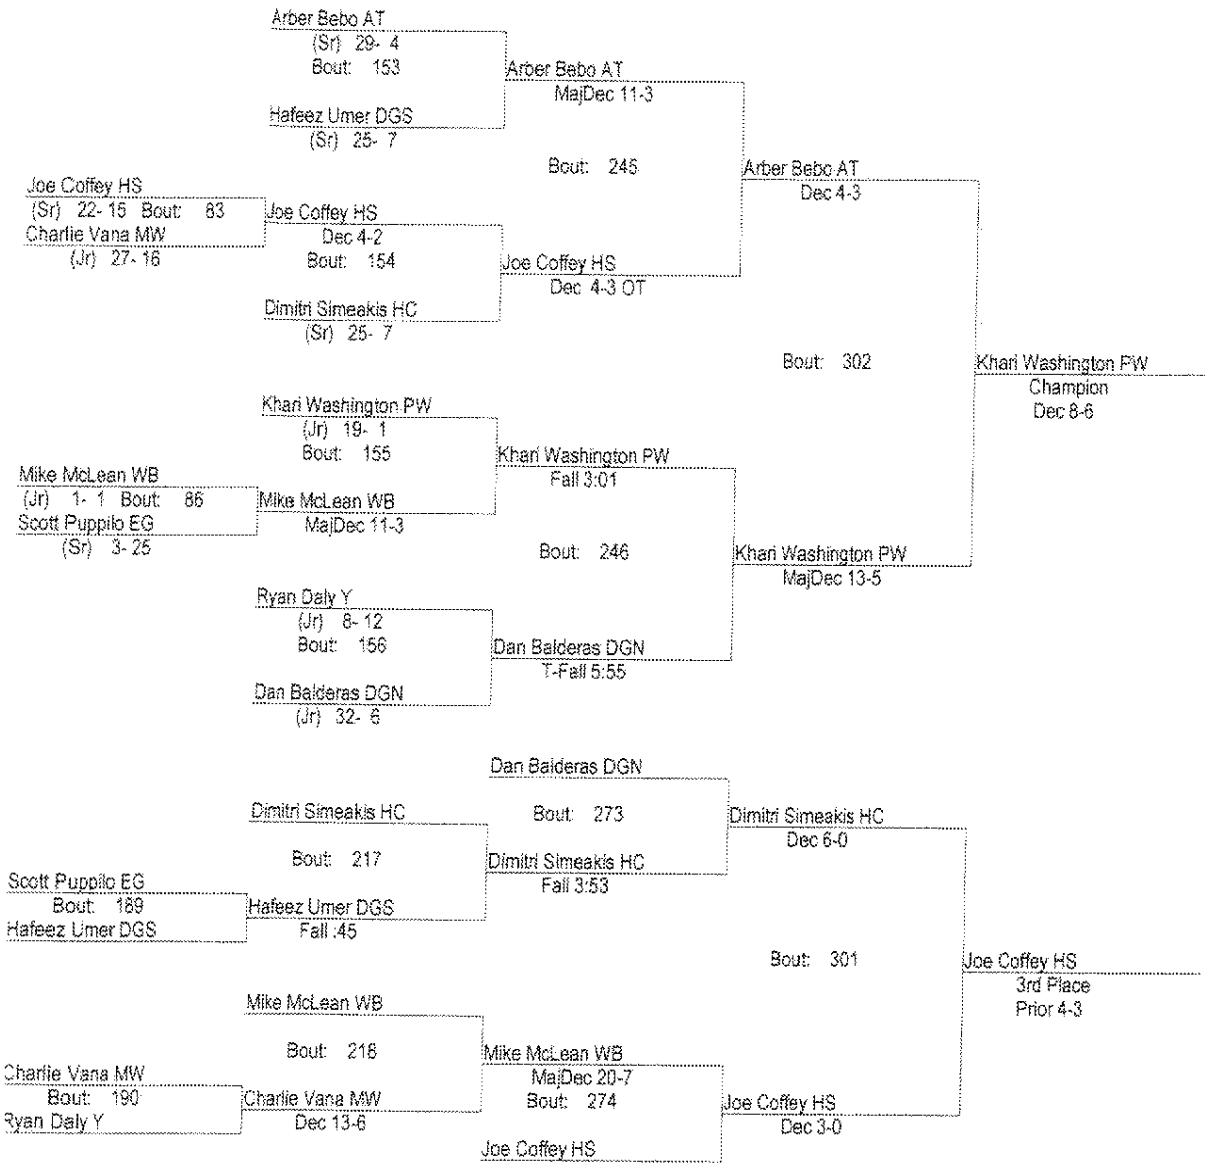 Arber Bebo AT
(Sr) 29- 4
Bout: 153
Arber Bebo AT
MajDec 11-3
Hafeez Umer DGS
(Sr) 25- 7
Bout: 245
Arber Bebo AT
Dec 4-3
Joe Coffey HS
(Sr) 22- 15 Bout: 83
Charlie Vana MW
(Jr) 27- 16
Joe Coffey HS
Dec 4-2
Bout: 154
Joe Coffey HS
Dec 4-3 OT
Dimitri Simeakis HC
(Sr) 25- 7
Bout: 302
Khari Washington PW
Champion
Dec 8-6
Khari Washington PW
(Jr) 19- 1
Bout: 155
Khari Washington PW
Fall 3:01
Mike McLean WB
(Jr) 1- 1 Bout: 86
Scott Puppilo EG
(Sr) 3- 25
Mike McLean WB
MajDec 11-3
Bout: 246
Khari Washington PW
MajDec 13-5
Ryan Daly Y
(Jr) 8- 12
Bout: 156
Dan Balderas DGN
T-Fall 5:55
Dan Balderas DGN
(Jr) 32- 6
Dan Balderas DGN
Dimitri Simeakis HC
Bout: 273
Dimitri Simeakis HC
Dec 6-0
Bout: 217
Dimitri Simeakis HC
Fall 3:53
Scott Puppilo EG
Bout: 189
Hafeez Umer DGS
Hafeez Umer DGS
Fall :45
Bout: 301
Joe Coffey HS
3rd Place
Prior 4-3
Mike McLean WB
Bout: 218
Mike McLean WB
MajDec 20-7
Bout: 274
Charlie Vana MW
Bout: 190
Ryan Daly Y
Charlie Vana MW
Dec 13-6
Joe Coffey HS
Dec 3-0
Joe Coffey HS